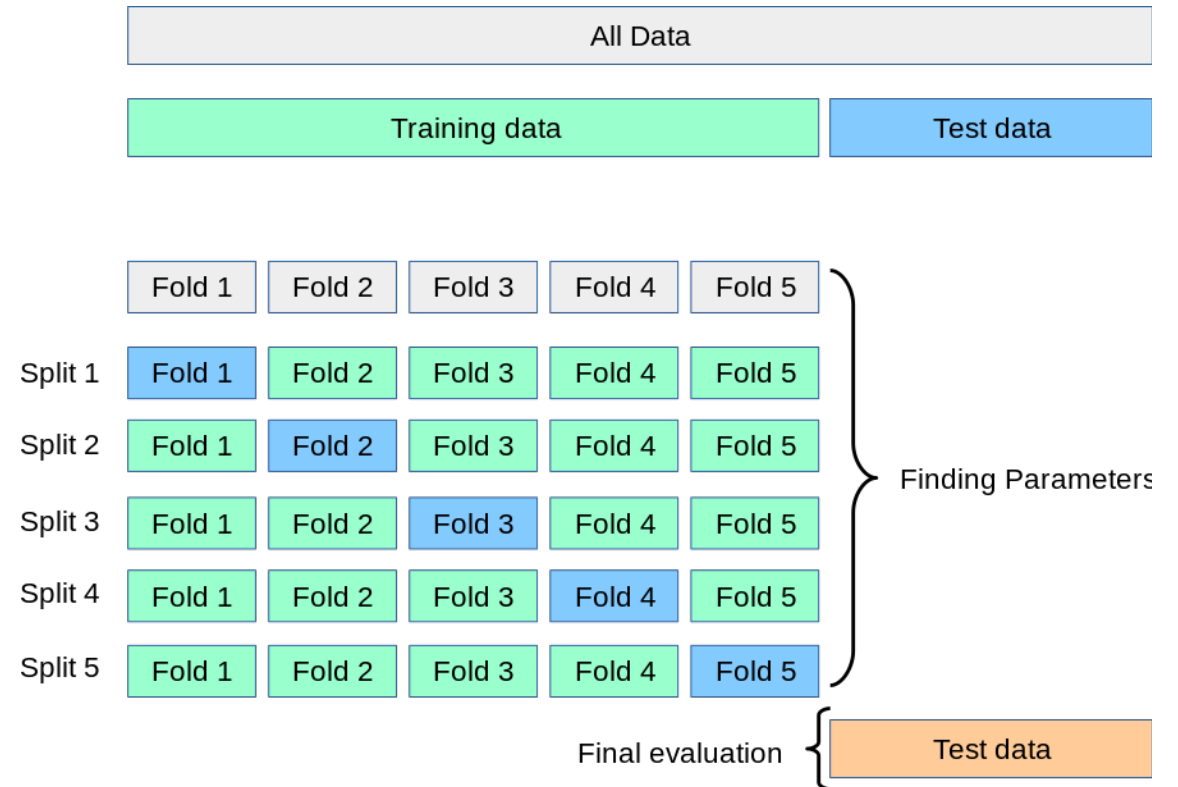 All Data
Training data Test data
Fold 1 Fold 2 Fold 3 Fold 4 Fold 5
Split 1 Fold 1 Fold 2 Fold 3 Fold 4 Fold 5
Split 2 Fold 1 Fold 2 Fold 3 Fold 4 Fold 5
Finding Parameters
Split 3 Fold 1 Fold 2 Fold 3 Fold 4 Fold 5
Split 4 Fold 1 Fold 2 Fold 3 Fold 4 Fold 5
Split 5 Fold 1 Fold 2 Fold 3 Fold 4 Fold 5
Final evaluation Test data